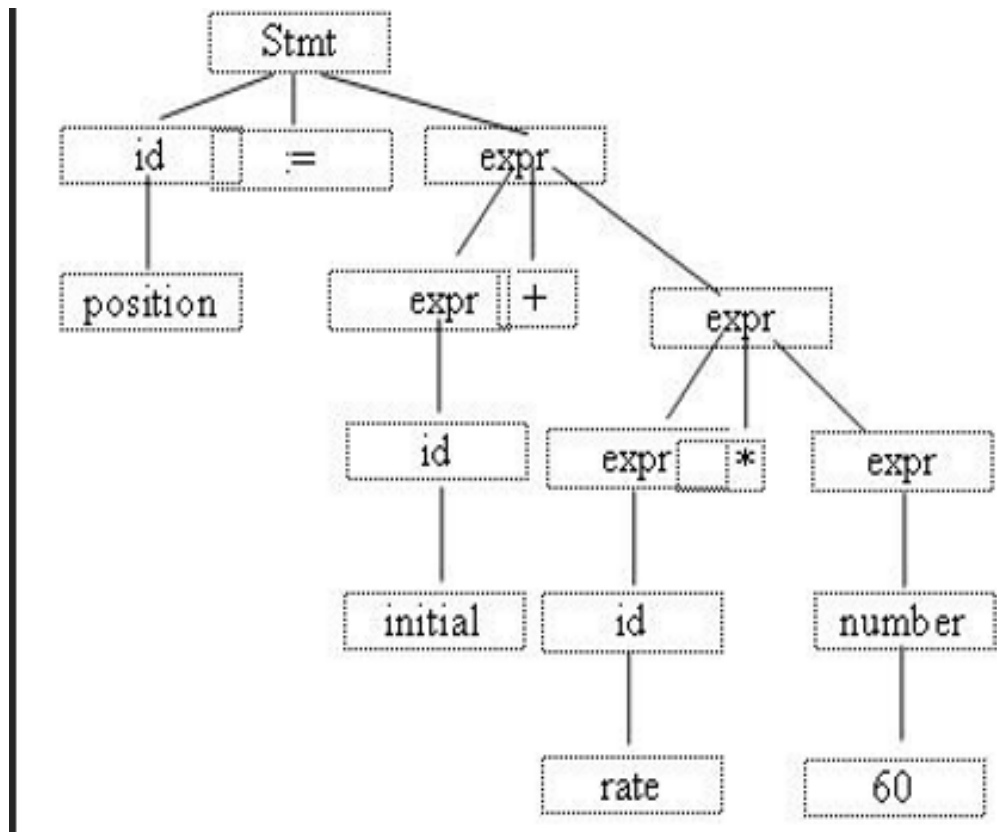 Stmt
id := expr
position expr + expr
id expr * expr
initial id number
rate 60